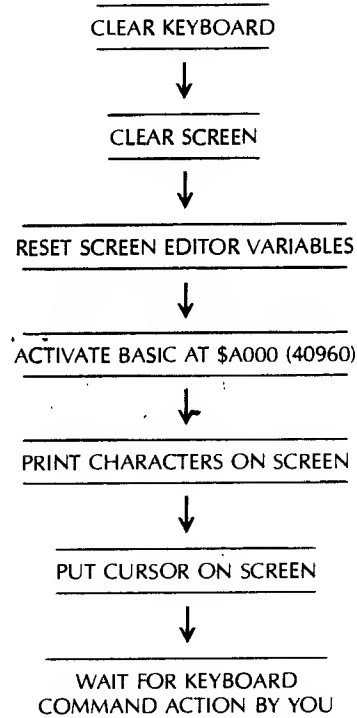 CLEAR KEYBOARD
CLEAR SCREEN
RESET SCREEN EDITOR VARIABLES
ACTIVATE BASIC AT $A000 (40960)
PRINT CHARACTERS ON SCREEN
PUT CURSOR ON SCREEN
WAIT FOR KEYBOARD
COMMAND ACTION BY YOU